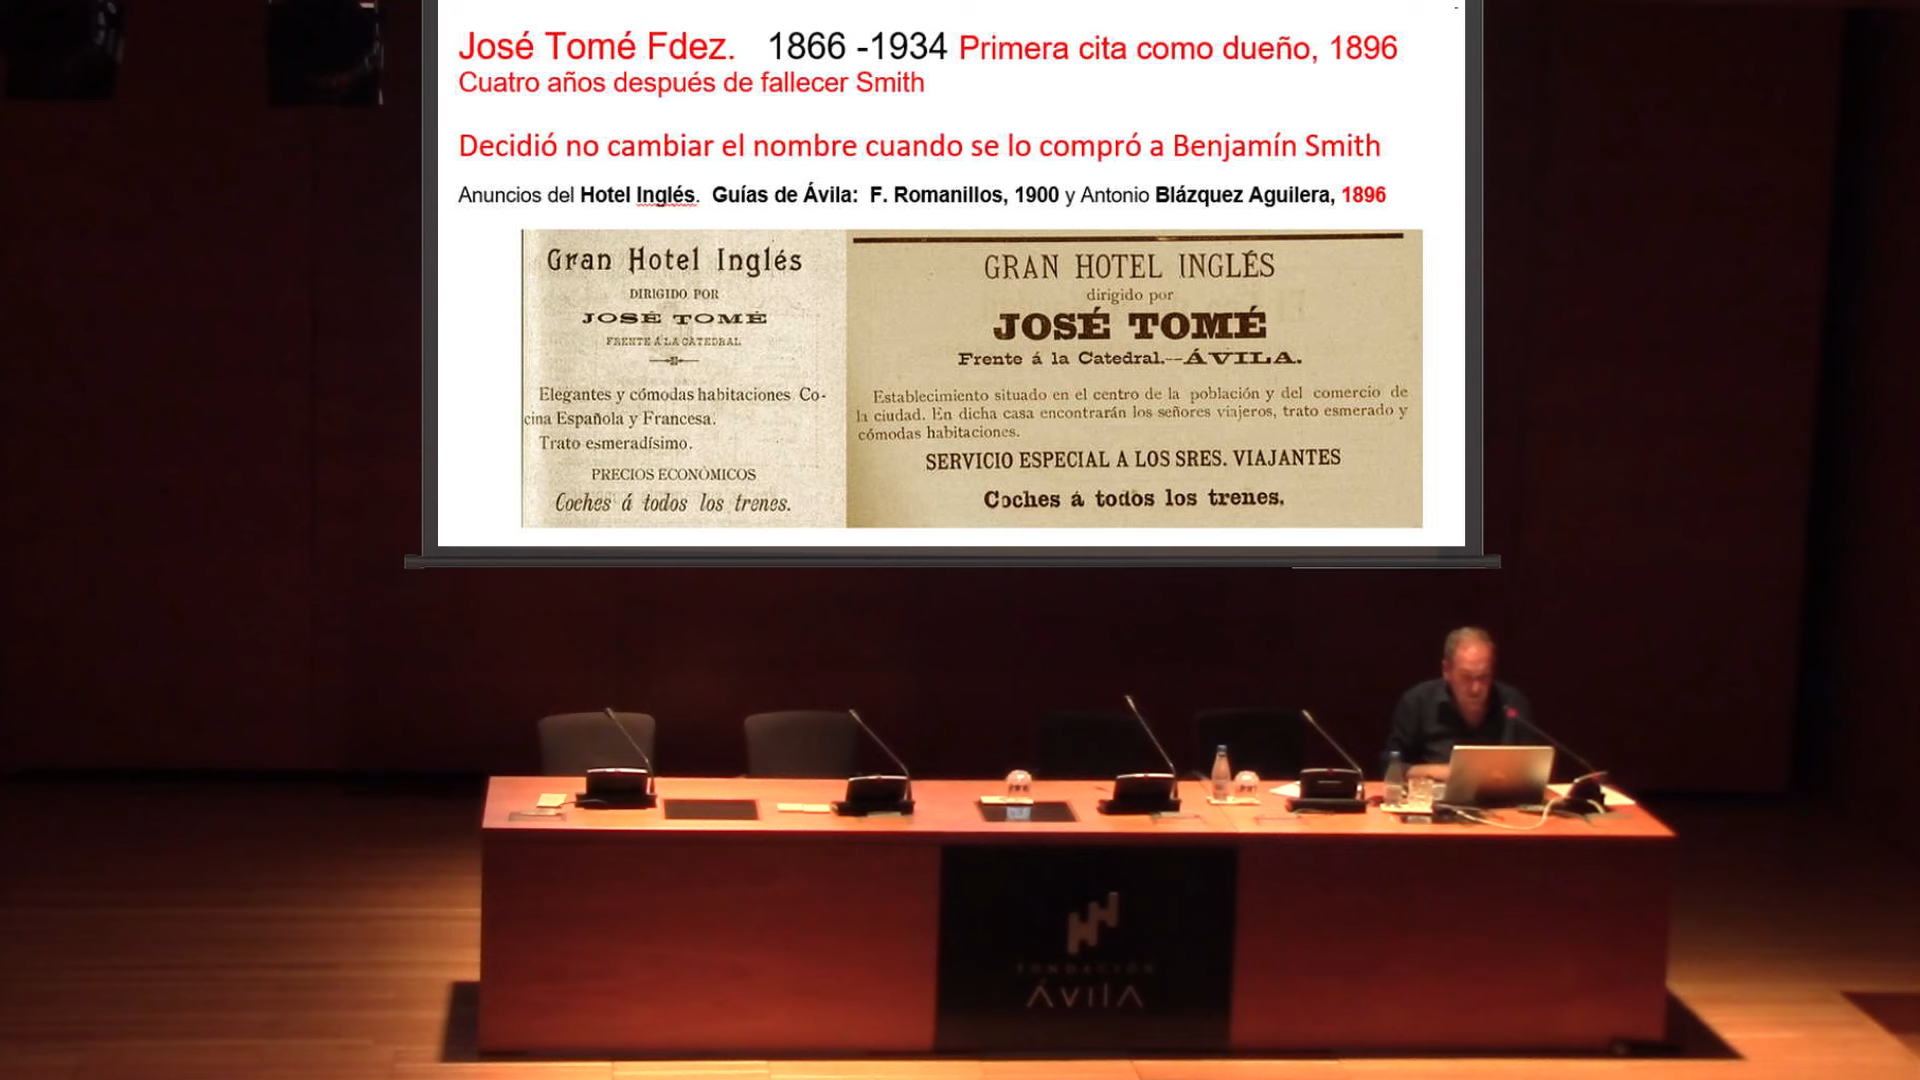 José Tomé Fdez. 1866 -1934 Primera cita como dueño, 1896
Cuatro años después de fallecer Smith
Decidió no cambiar el nombre cuando se lo compró a Benjamín Smith
Anuncios del Hotel Inglés. Guías de Ávila: F. Romanillos, 1900 y Antonio Blázquez Aguilera, 1896
Gran Hotel Inglés
DIRIGIDO POR
JOSÉ TOMÉ
FRENTE Á LA CATEDRAL
Elegantes y cómodas habitaciones Co-
cina Española y Francesa.
Trato esmeradísimo.
PRECIOS ECONÓMICOS
Coches á todos los trenes.
GRAN HOTEL INGLÉS
dirigido por
JOSÉ TOMÉ
Frente á la Catedral.--ÁVILA.
Establecimiento situado en el centro de la población y del comercio de
la ciudad. En dicha casa encontrarán los señores viajeros, trato esmerado y
cómodas habitaciones.
SERVICIO ESPECIAL A LOS SRES. VIAJANTES
Coches á todos los trenes.
FUNDACIÓN
ÁVILA